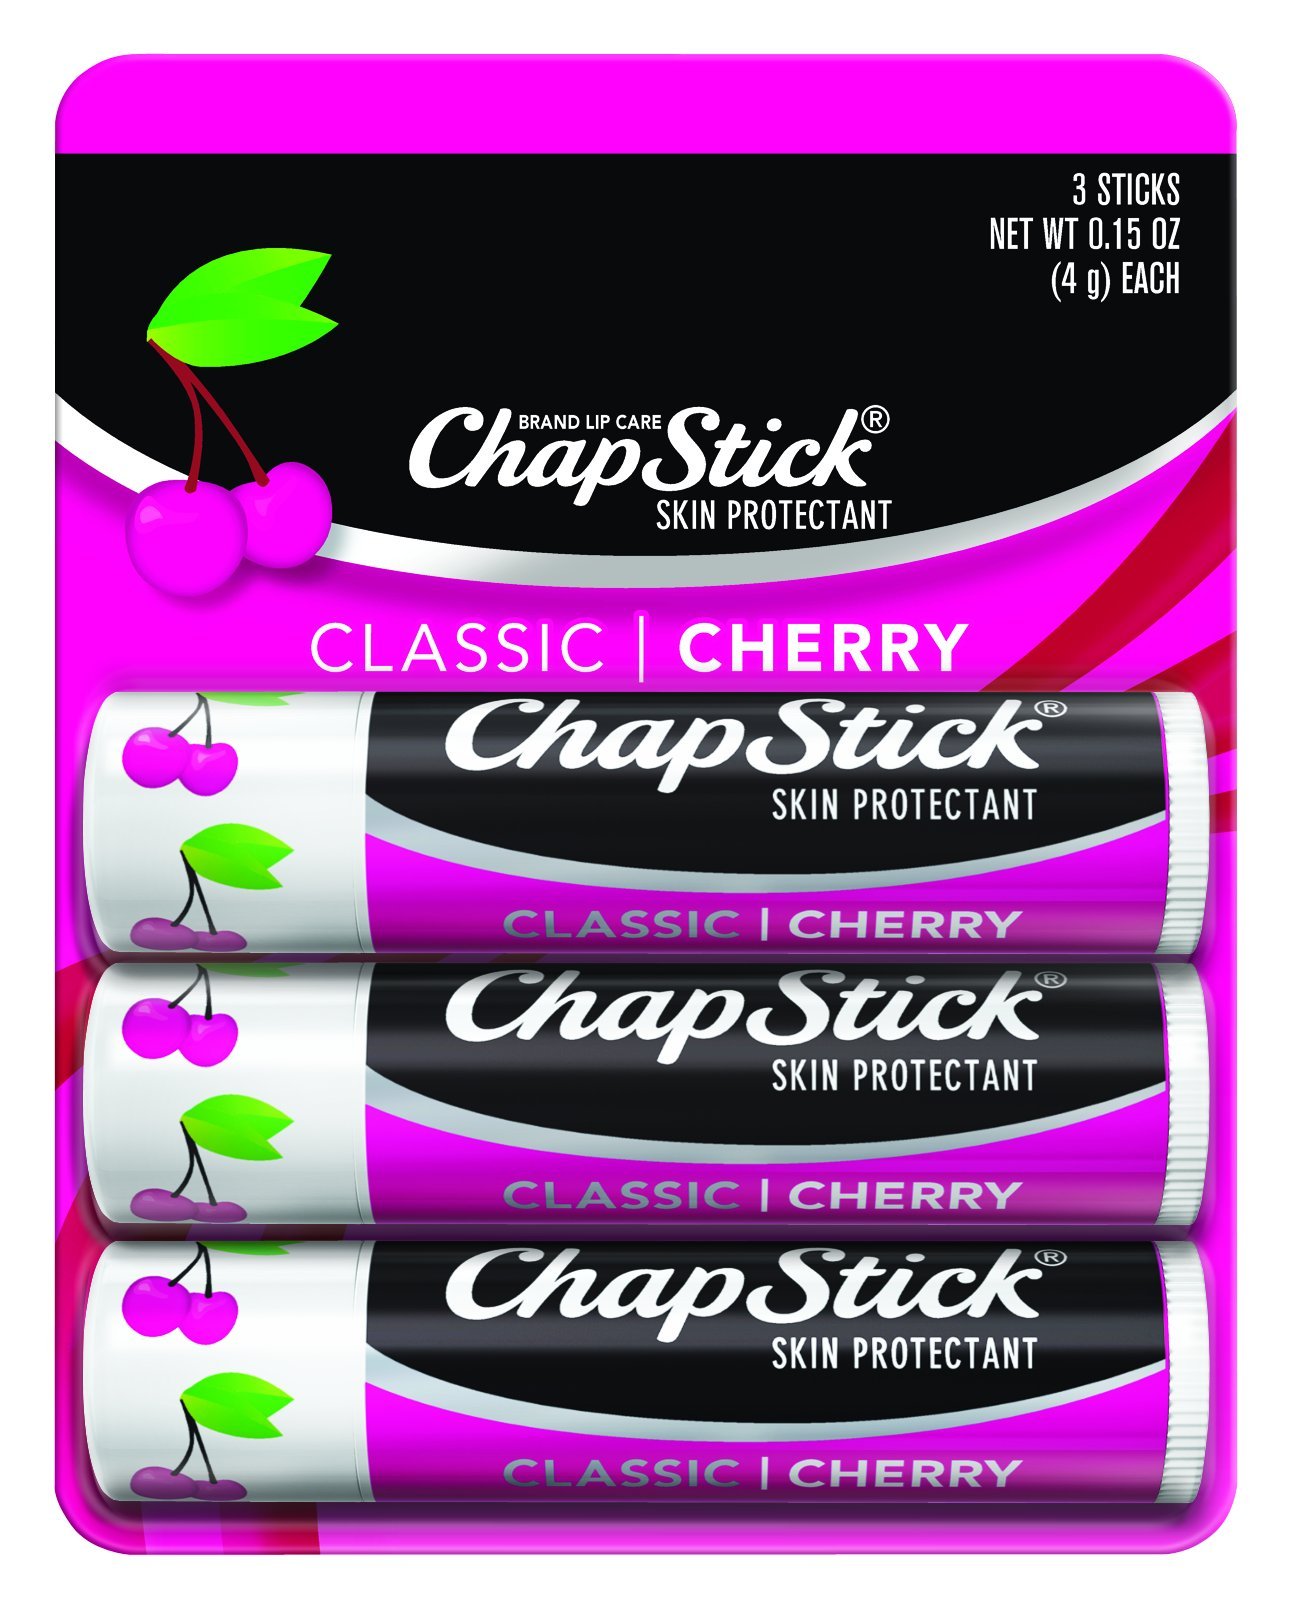 3 STICKS
NET WT 0.15 OZ
(4 g) EACH
BRAND LIP CARE
ChapStick®
SKIN PROTECTANT
CLASSIC | CHERRY
ChapStick®
SKIN PROTECTANT
CLASSIC | CHERRY
ChapStick®
SKIN PROTECTANT
CLASSIC | CHERRY
ChapStick®
SKIN PROTECTANT
CLASSIC | CHERRY